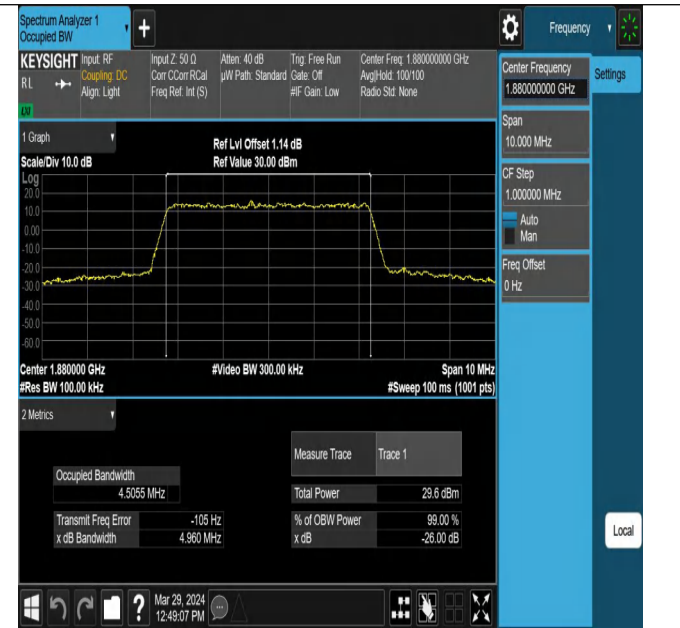 Spectrum Analyzer 1
Occupied BW
+
Frequency
KEYSIGHT
RL
Input: RF
Coupling: DC
Align: Light
Input Z: 50 Ω
Corr CCorr RCal
Freq Ref: Int (S)
Atten: 40 dB
µW Path: Standard
Trig: Free Run
Gate: Off
#IF Gain: Low
Center Freq: 1.880000000 GHz
Avg|Hold: 100/100
Radio Std: None
Center Frequency
1.880000000 GHz
Settings
Span
10.000 MHz
CF Step
1.000000 MHz
Auto
Man
Freq Offset
0 Hz
1 Graph
Scale/Div 10.0 dB
Ref Lvl Offset 1.14 dB
Ref Value 30.00 dBm
Log
20.0
10.0
0.00
-10.0
-20.0
-30.0
-40.0
-50.0
-60.0
Center 1.880000 GHz
#Res BW 100.00 kHz
#Video BW 300.00 kHz
Span 10 MHz
#Sweep 100 ms (1001 pts)
2 Metrics
Measure Trace
Trace 1
Occupied Bandwidth
4.5055 MHz
Total Power
29.6 dBm
Transmit Freq Error
-105 Hz
% of OBW Power
99.00 %
x dB Bandwidth
4.960 MHz
x dB
-26.00 dB
Local
?
Mar 29, 2024
12:49:07 PM